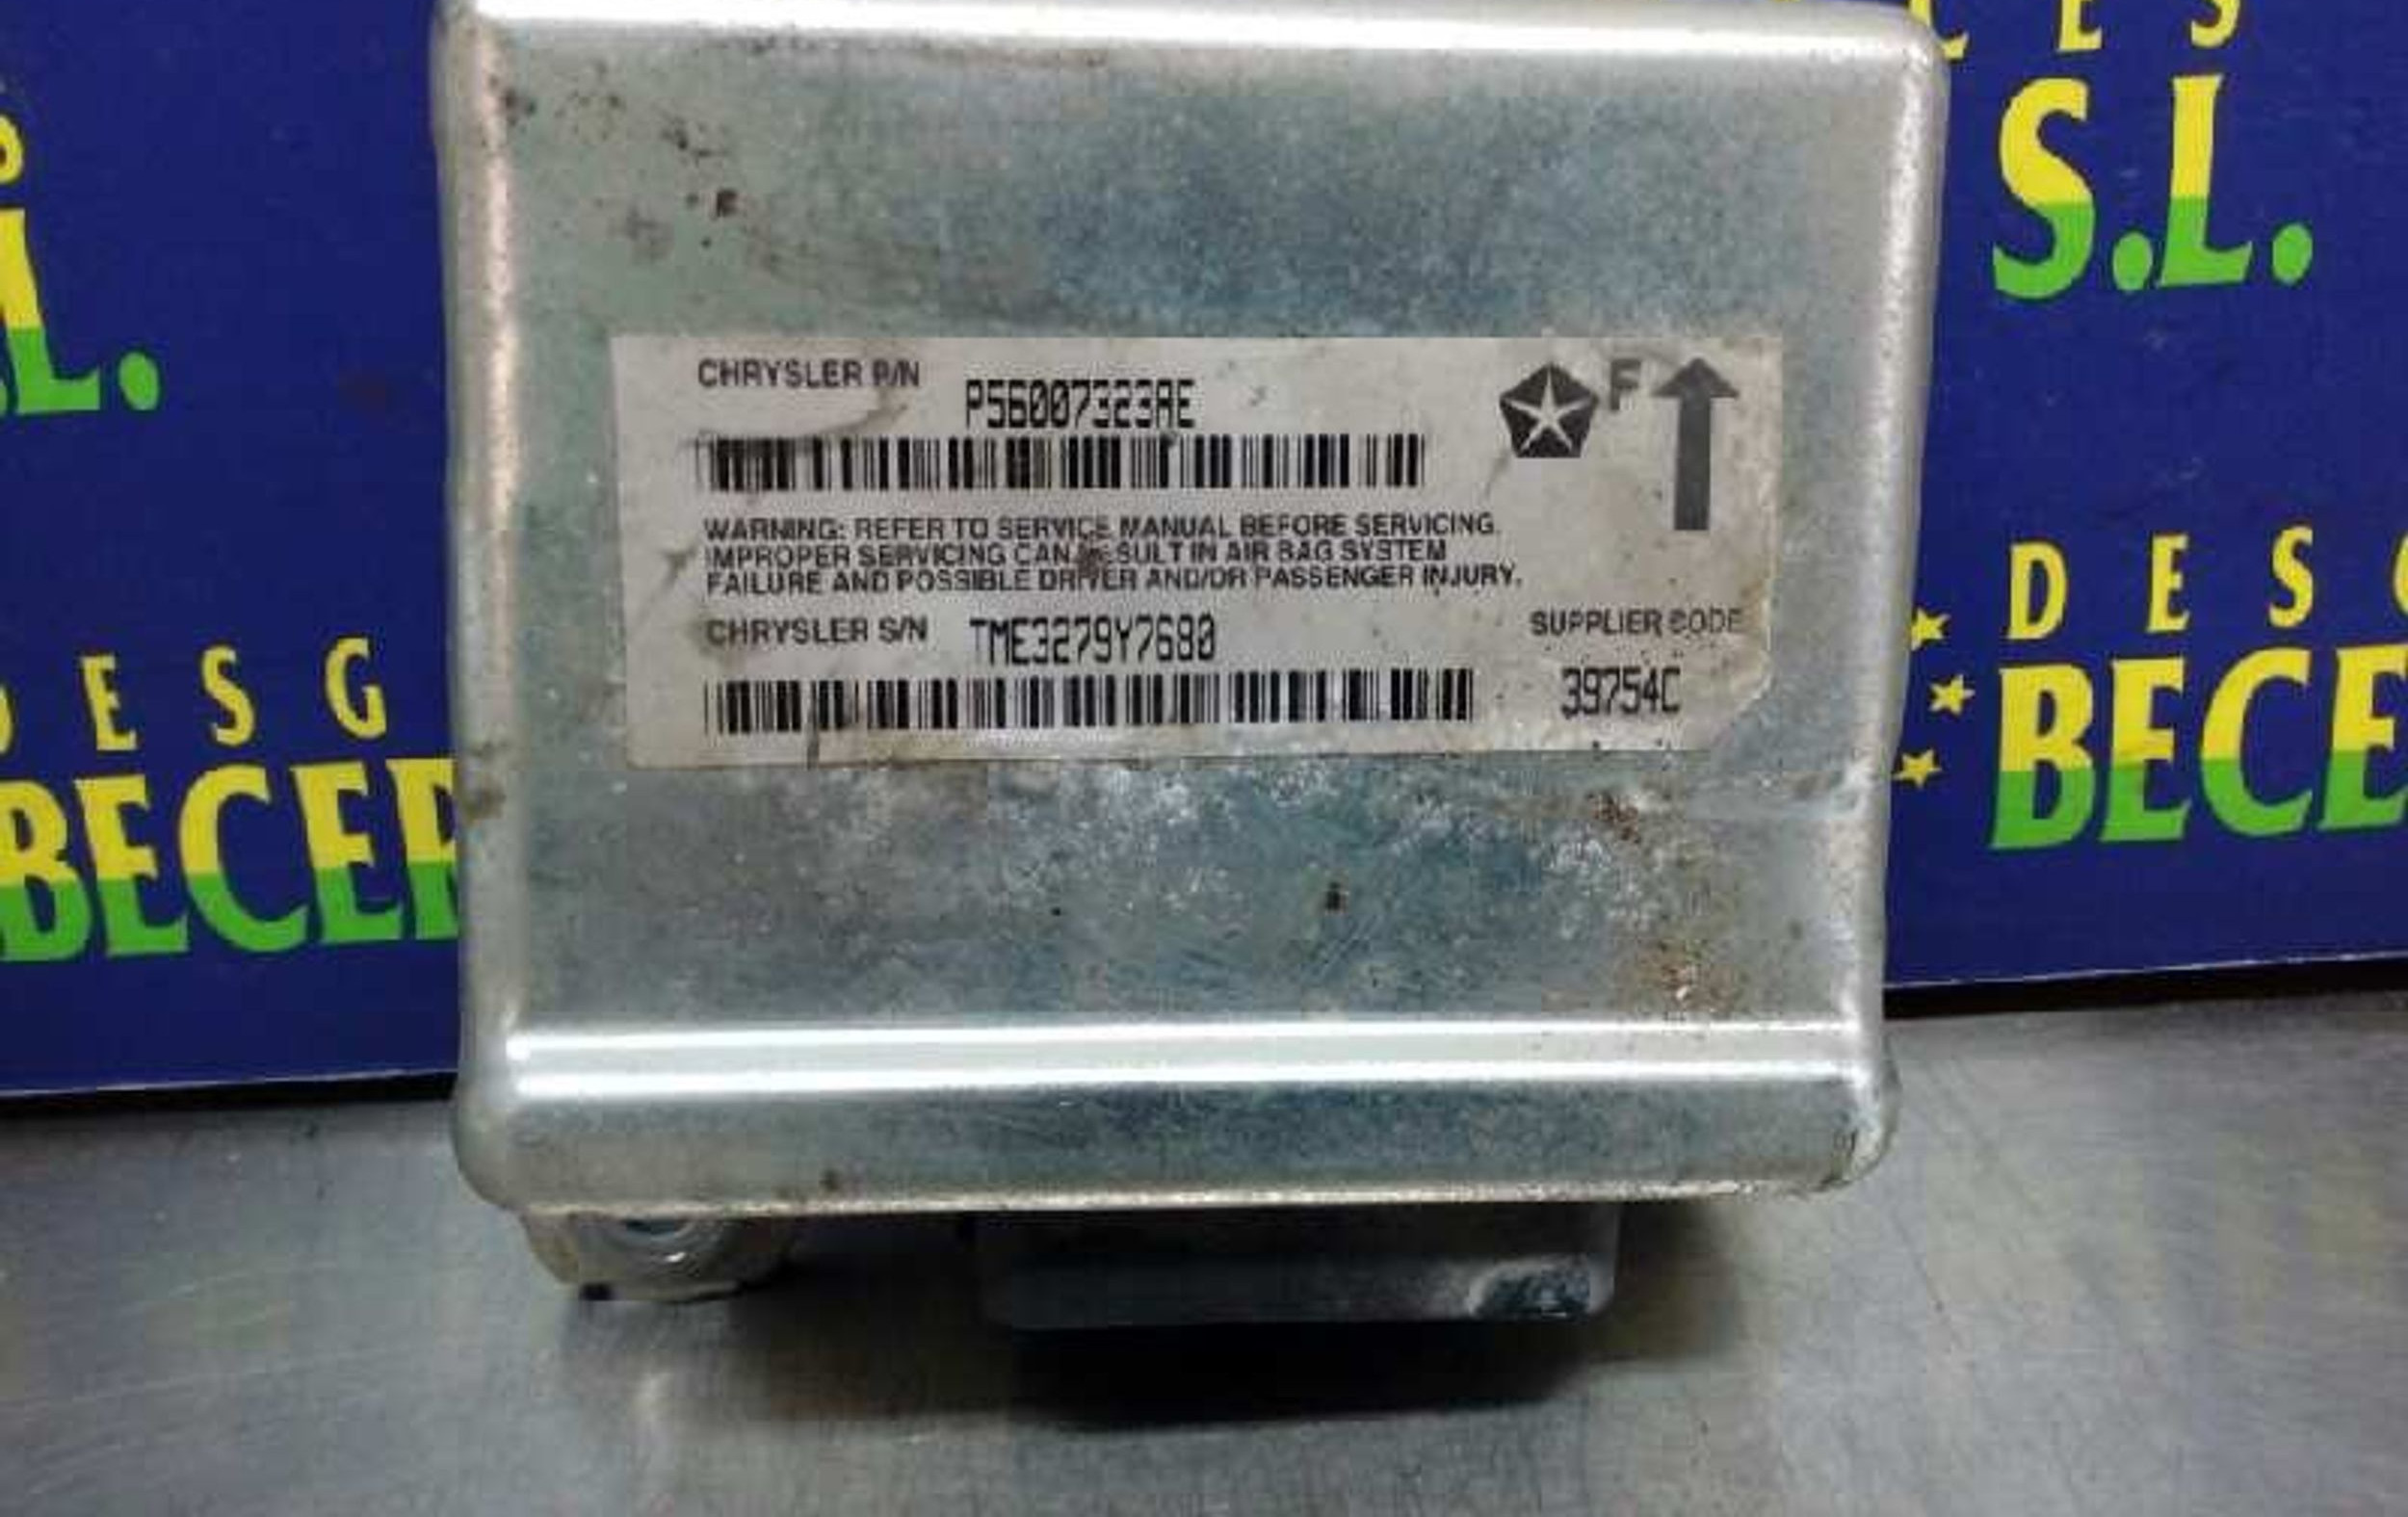 C E S
S.L.
S
L.
CHRYSLER P/N P56007323AE
F
WARNING: REFER TO SERVICE MANUAL BEFORE SERVICING.
IMPROPER SERVICING CAN RESULT IN AIR BAG SYSTEM
FAILURE AND POSSIBLE DRIVER AND/OR PASSENGER INJURY.
CHRYSLER S/N TME3279Y7680
SUPPLIER CODE
39754C
D E S G
BECER
D E S G
BECE